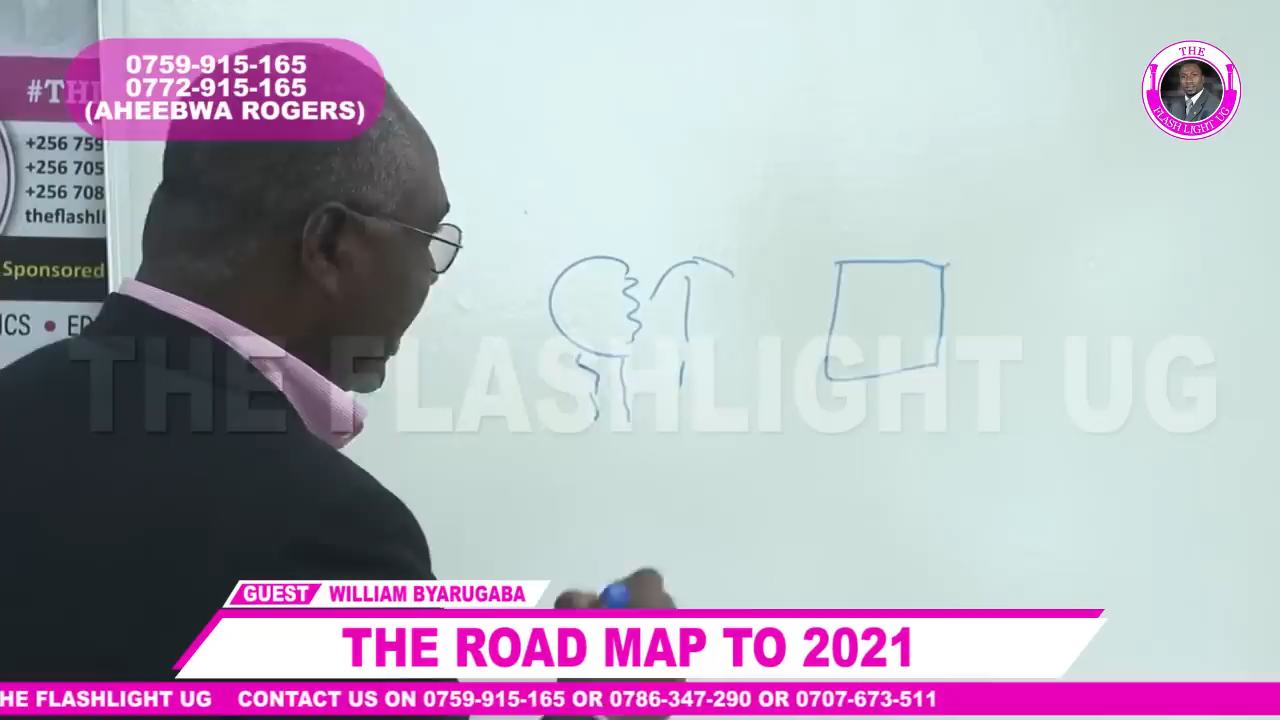 0759-915-165
0772-915-165
(AHEEBWA ROGERS)
#TH
+256 759
+256 705
+256 708
theflashli
Sponsored
ICS • ED
THE
FLASH LIGHT UG
THE FLASHLIGHT UG
GUEST WILLIAM BYARUGABA
THE ROAD MAP TO 2021
HE FLASHLIGHT UG CONTACT US ON 0759-915-165 OR 0786-347-290 OR 0707-673-511